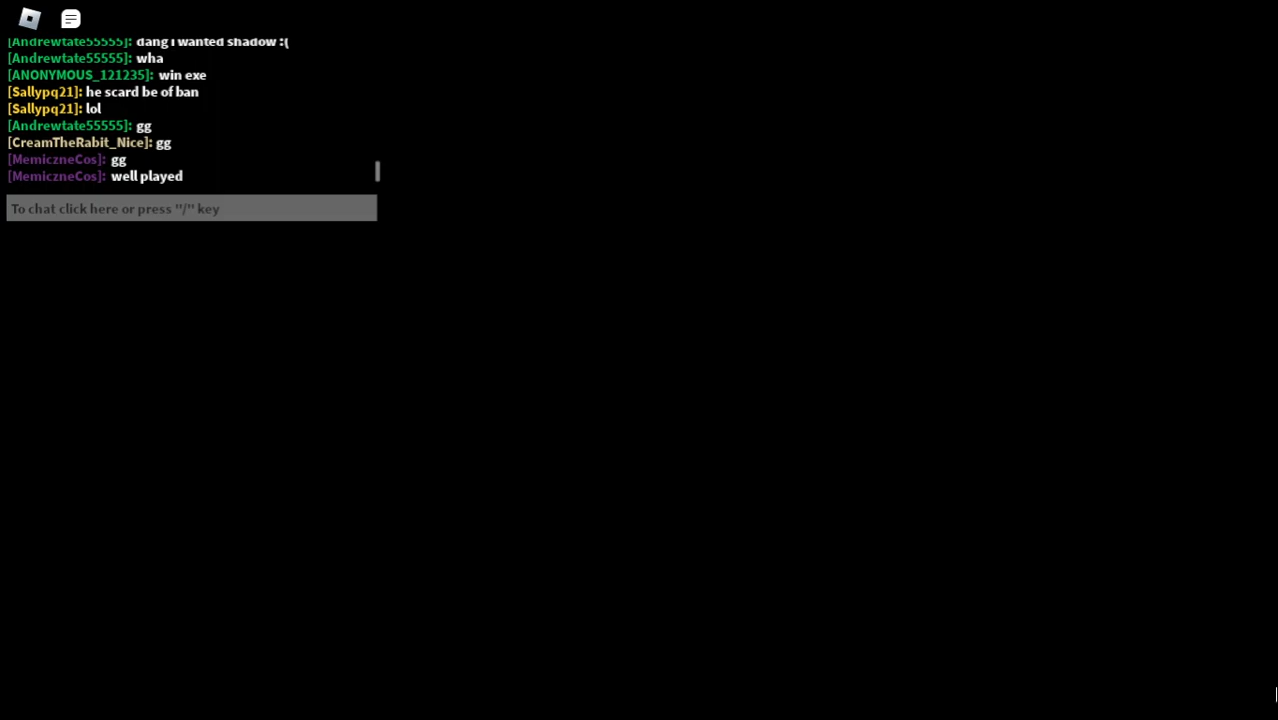 [Andrewtate55555]: dang i wanted shadow :(
[Andrewtate55555]: wha
[ANONYMOUS_121235]: win exe
[Sallypq21]: he scard be of ban
[Sallypq21]: lol
[Andrewtate55555]: gg
[CreamTheRabit_Nice]: gg
[MemiczneCos]: gg
[MemiczneCos]: well played
To chat click here or press "/" key